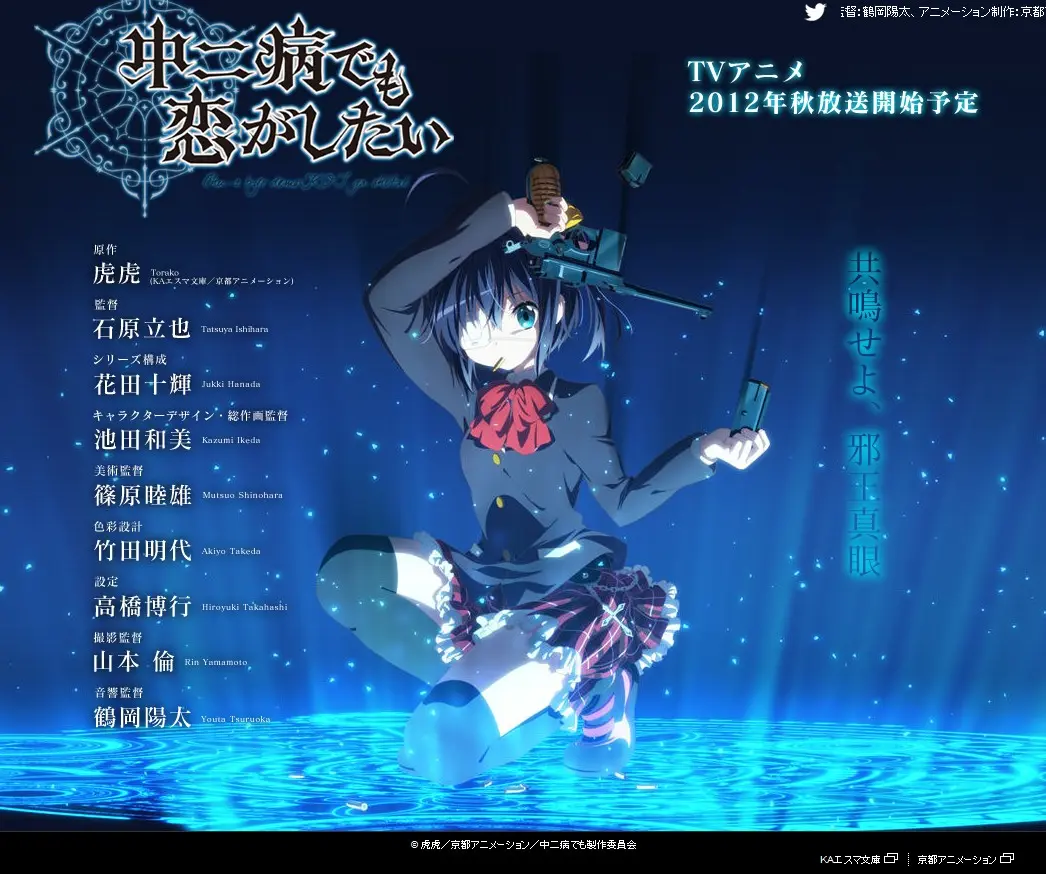 督：鶴岡陽太、アニメーション制作：京都
中二病でも
恋がしたい
TVアニメ
2012年秋放送開始予定
原作
虎虎 Torako
(KAエスマ文庫／京都アニメーション)
監督
石原立也 Tatsuya Ishihara
シリーズ構成
花田十輝 Jukki Hanada
キャラクターデザイン・総作画監督
池田和美 Kazumi Ikeda
美術監督
篠原睦雄 Mutsuo Shinohara
色彩設計
竹田明代 Akiyo Takeda
設定
高橋博行 Hiroyuki Takahashi
撮影監督
山本 倫 Rin Yamamoto
音響監督
鶴岡陽太 Youta Tsuruoka
共鳴せよ、邪王真眼
© 虎虎／京都アニメーション／中二病でも製作委員会
KAエスマ文庫 京都アニメーション